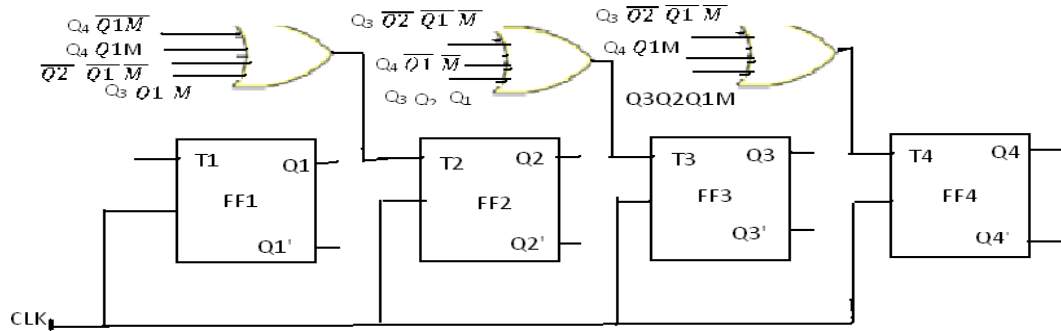 Q₄ Q̅1̅M̅
Q₄ Q1M
Q̅2̅ Q̅1̅ M̅
Q₃ Q1 M
Q₃ Q̅2̅ Q̅1̅ M̅
Q₄ Q̅1̅ M̅
Q₃ Q₂ Q₁
Q₃ Q̅2̅ Q̅1̅ M̅
Q₄ Q1M
Q3Q2Q1M
T1 Q1
FF1
Q1'
T2 Q2
FF2
Q2'
T3 Q3
FF3
Q3'
T4 Q4
FF4
Q4'
CLK